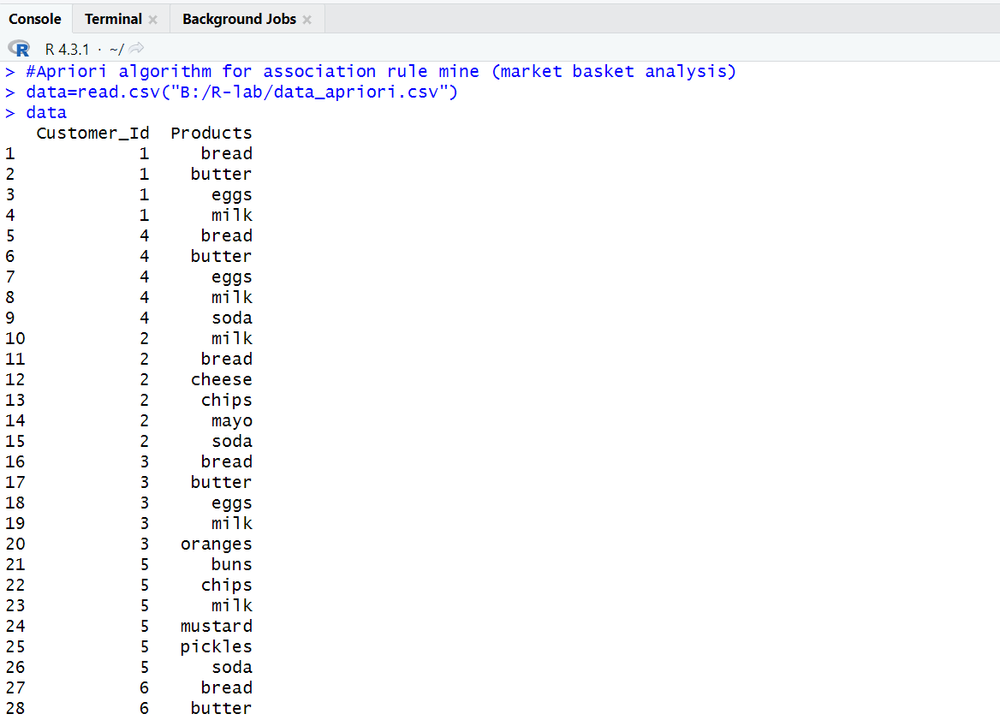 Console Terminal Background Jobs
R R 4.3.1 · ~/
> #Apriori algorithm for association rule mine (market basket analysis)
> data=read.csv("B:/R-lab/data_apriori.csv")
> data
Customer_Id Products
1 1 bread
2 1 butter
3 1 eggs
4 1 milk
5 4 bread
6 4 butter
7 4 eggs
8 4 milk
9 4 soda
10 2 milk
11 2 bread
12 2 cheese
13 2 chips
14 2 mayo
15 2 soda
16 3 bread
17 3 butter
18 3 eggs
19 3 milk
20 3 oranges
21 5 buns
22 5 chips
23 5 milk
24 5 mustard
25 5 pickles
26 5 soda
27 6 bread
28 6 butter